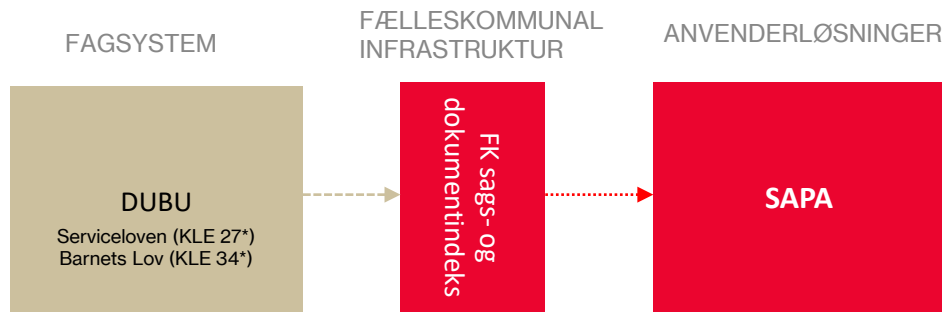 FAGSYSTEM
FÆLLESKOMMUNAL
INFRASTRUKTUR
ANVENDERLØSNINGER
DUBU
Serviceloven (KLE 27*)
Barnets Lov (KLE 34*)
FK sags- og
dokumentindeks
SAPA